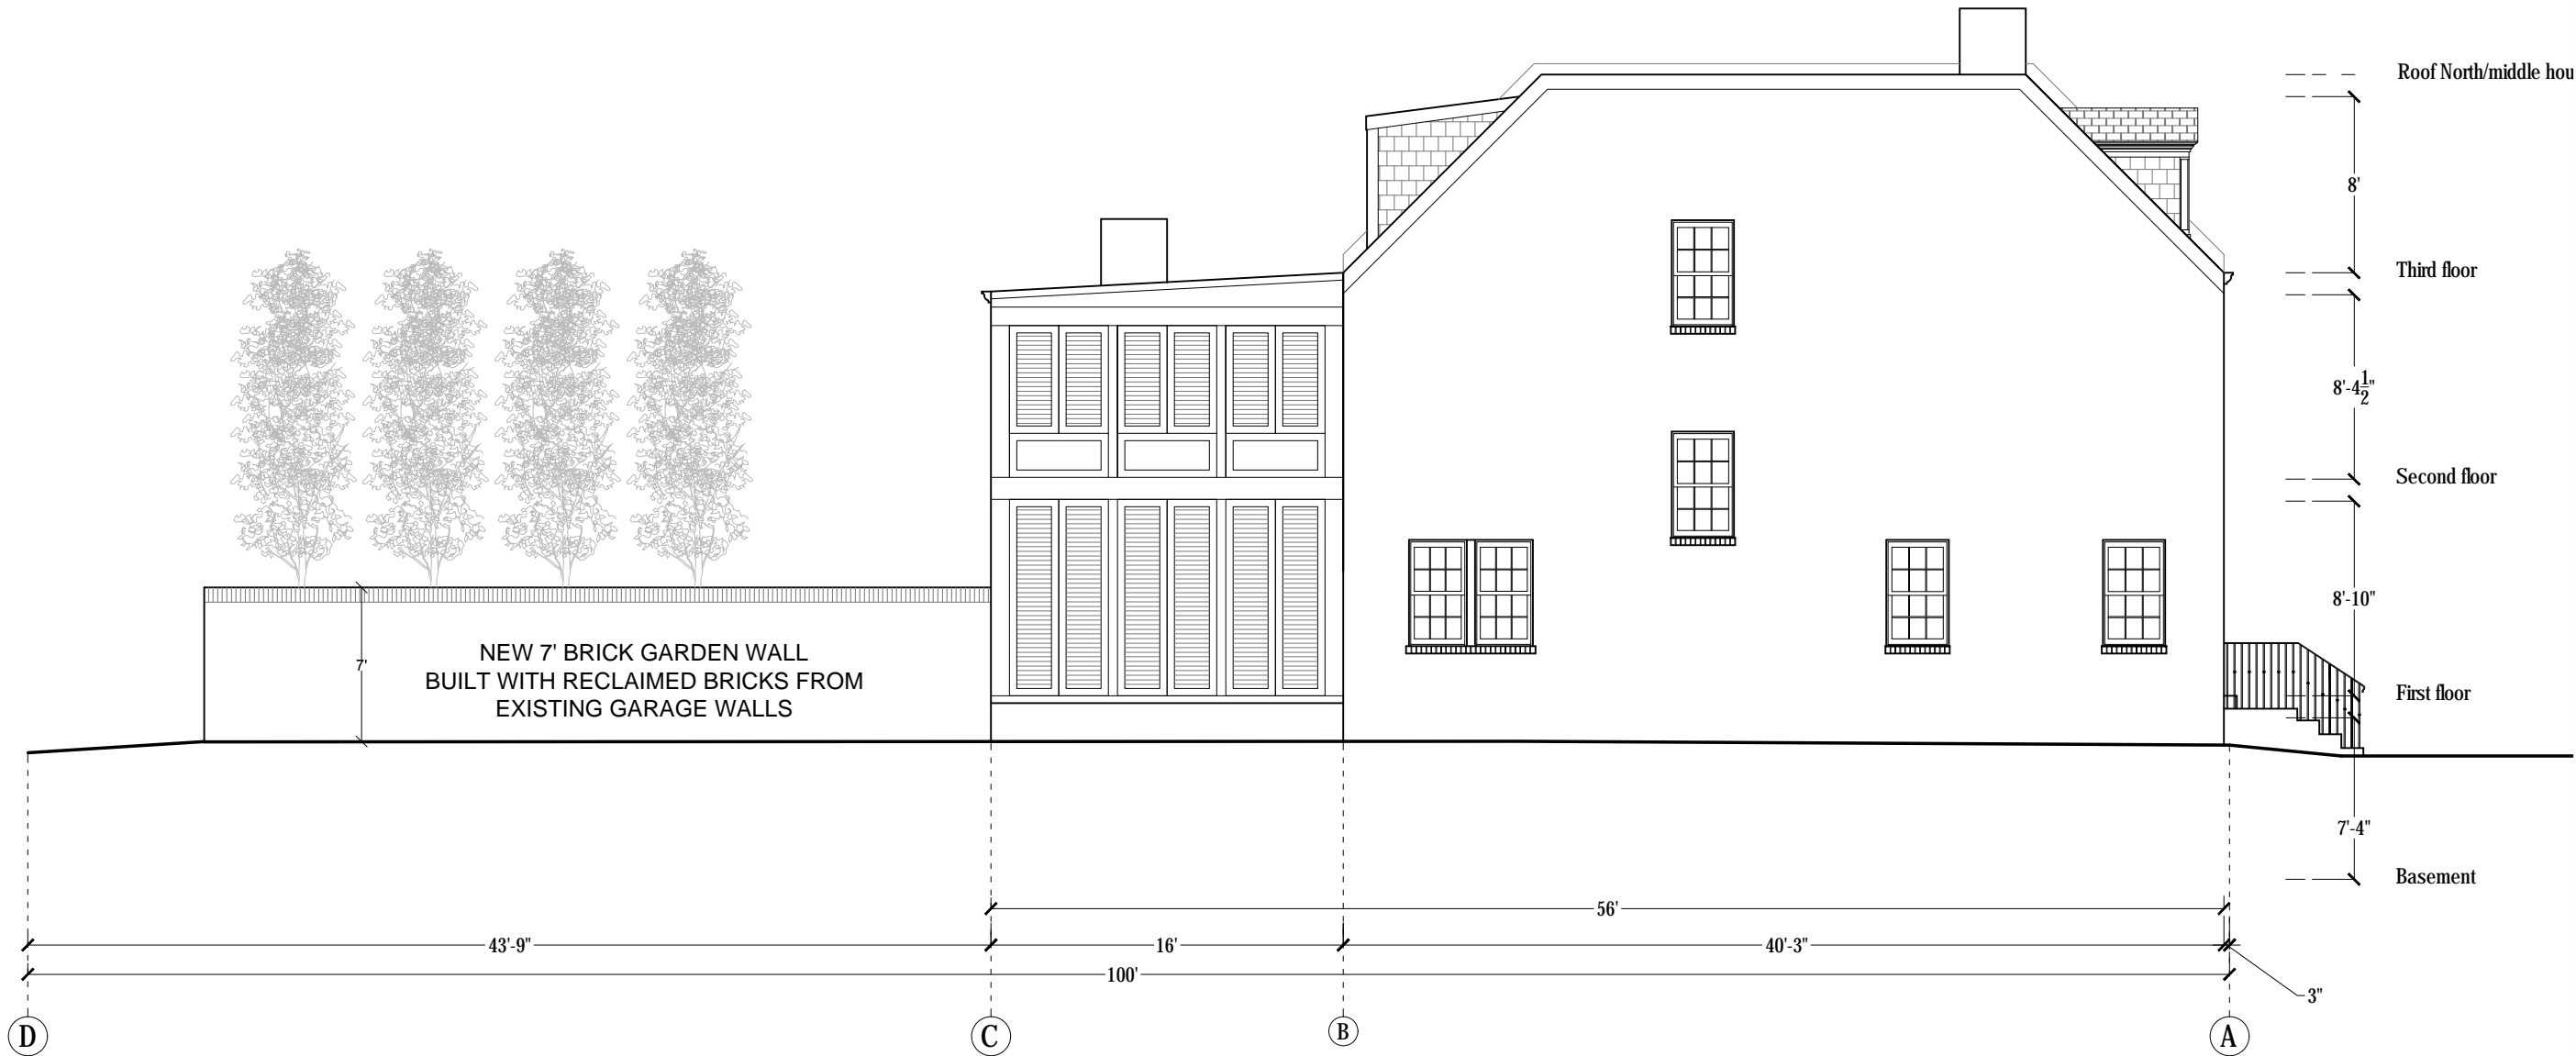 Roof North/middle hou
8'
Third floor
8'-4 1/2"
Second floor
8'-10"
NEW 7' BRICK GARDEN WALL
BUILT WITH RECLAIMED BRICKS FROM
EXISTING GARAGE WALLS
7'
First floor
7'-4"
Basement
56'
43'-9"
16'
40'-3"
100'
3"
D
C
B
A